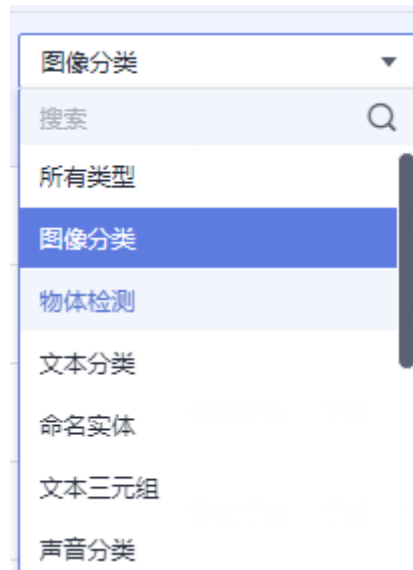 图像分类
搜索
所有类型
图像分类
物体检测
文本分类
命名实体
文本三元组
声音分类